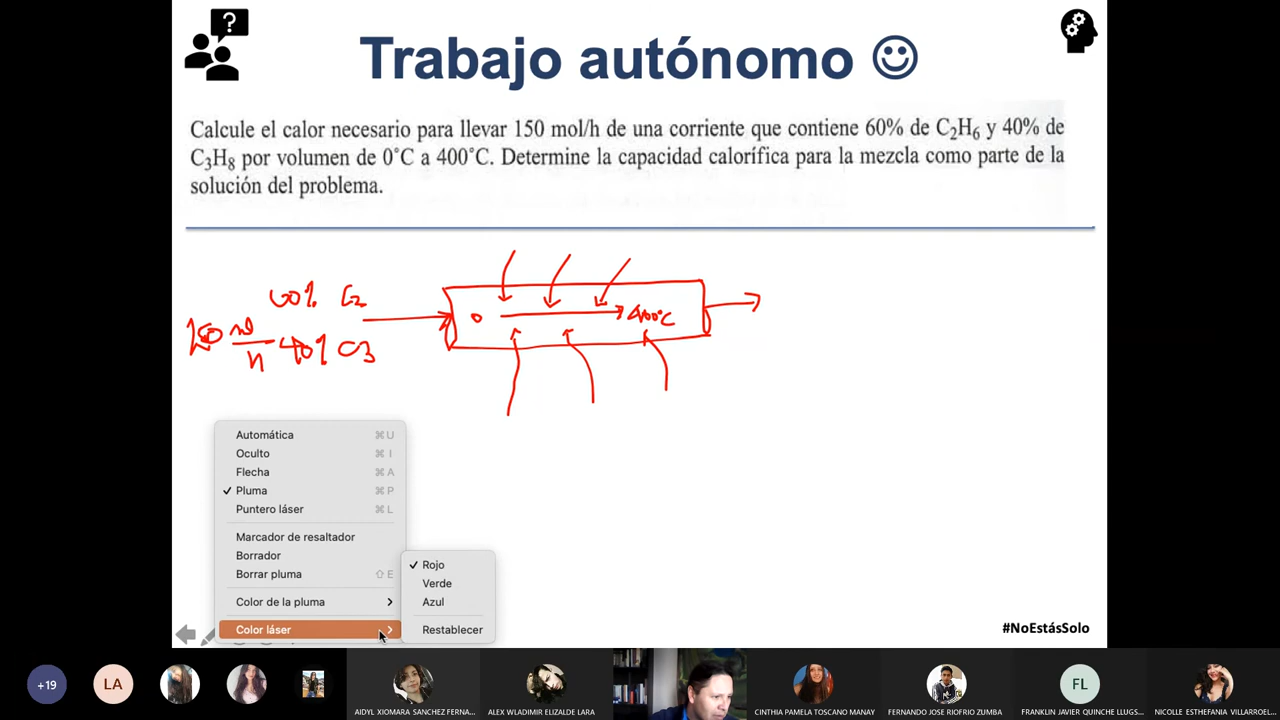 Trabajo autónomo
Calcule el calor necesario para llevar 150 mol/h de una corriente que contiene 60% de C₂H₆ y 40% de
C₃H₈ por volumen de 0°C a 400°C. Determine la capacidad calorífica para la mezcla como parte de la
solución del problema.
60% C2
40% C3
0
400°C
Automática ⌘U
Oculto ⌘I
Flecha ⌘A
✓ Pluma ⌘P
Puntero láser ⌘L
Marcador de resaltador
Borrador
Borrar pluma ⇧E
Color de la pluma
Color láser
✓ Rojo
Verde
Azul
Restablecer
#NoEstásSolo
+19
LA
FL
AIDYL XIOMARA SANCHEZ FERNA...
ALEX WLADIMIR ELIZALDE LARA
CINTHIA PAMELA TOSCANO MANAY
FERNANDO JOSE RIOFRIO ZUMBA
FRANKLIN JAVIER QUINCHE LLUGS...
NICOLLE ESTHEFANIA VILLARROEL...